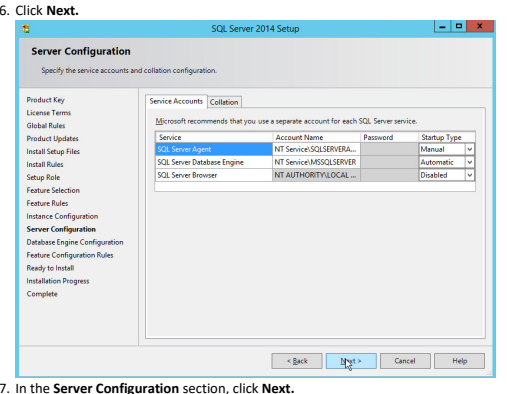 6. Click Next.
SQL Server 2014 Setup
Server Configuration
Specify the service accounts and collation configuration.
Product Key
License Terms
Global Rules
Product Updates
Install Setup Files
Install Rules
Setup Role
Feature Selection
Feature Rules
Instance Configuration
Server Configuration
Database Engine Configuration
Feature Configuration Rules
Ready to Install
Installation Progress
Complete
Service Accounts Collation
Microsoft recommends that you use a separate account for each SQL Server service.
Service Account Name Password Startup Type
SQL Server Agent NT Service\SQLSERVERA... Manual
SQL Server Database Engine NT Service\MSSQLSERVER Automatic
SQL Server Browser NT AUTHORITY\LOCAL ... Disabled
< Back Next > Cancel Help
7. In the Server Configuration section, click Next.